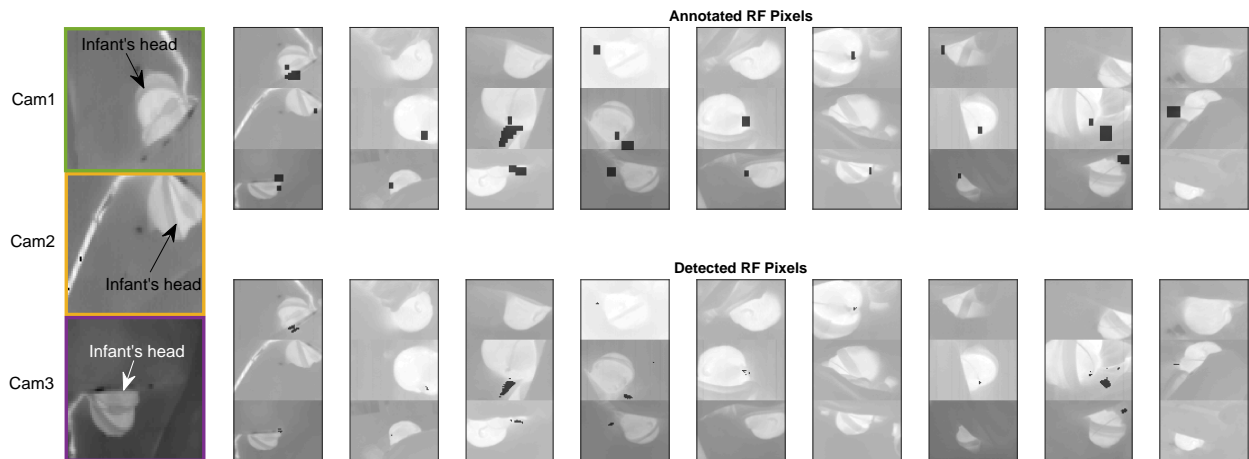 Annotated RF Pixels
Infant's head
Cam1
Cam2
Infant's head
Detected RF Pixels
Infant's head
Cam3